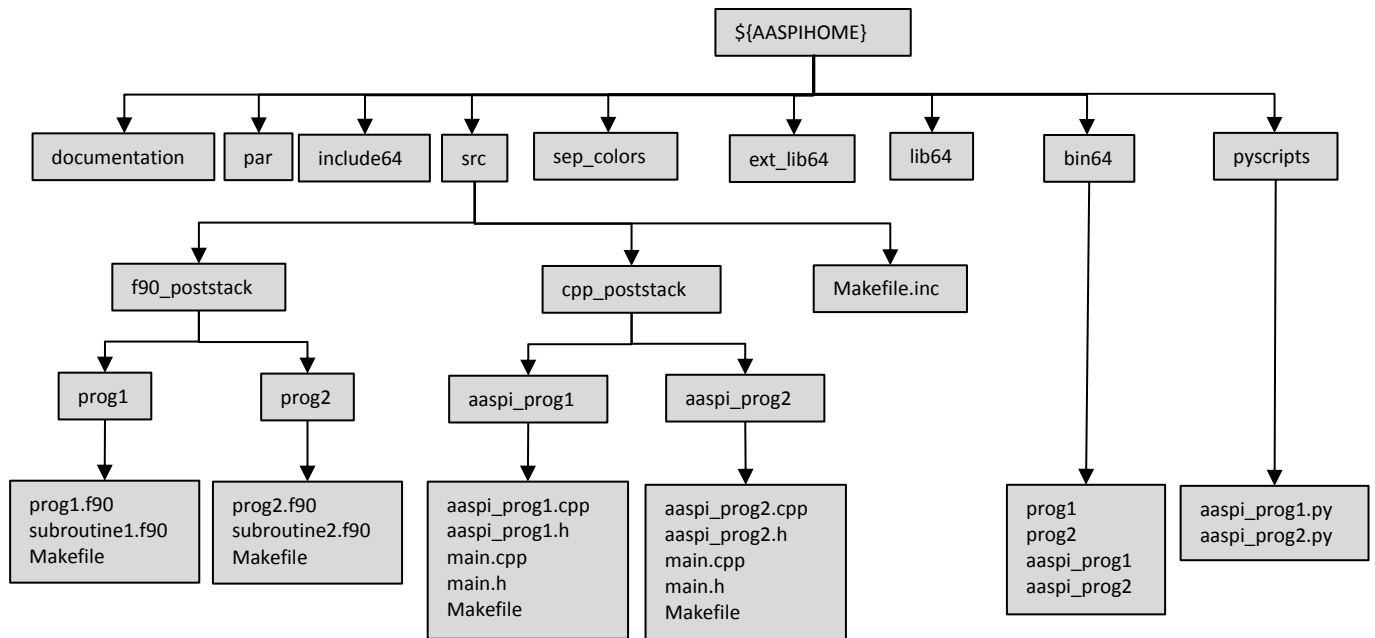 ${AASPIHOME}
documentation
par
include64
src
sep_colors
ext_lib64
lib64
bin64
pyscripts
f90_poststack
cpp_poststack
Makefile.inc
prog1
prog2
aaspi_prog1
aaspi_prog2
prog1.f90
subroutine1.f90
Makefile
prog2.f90
subroutine2.f90
Makefile
aaspi_prog1.cpp
aaspi_prog1.h
main.cpp
main.h
Makefile
aaspi_prog2.cpp
aaspi_prog2.h
main.cpp
main.h
Makefile
prog1
prog2
aaspi_prog1
aaspi_prog2
aaspi_prog1.py
aaspi_prog2.py